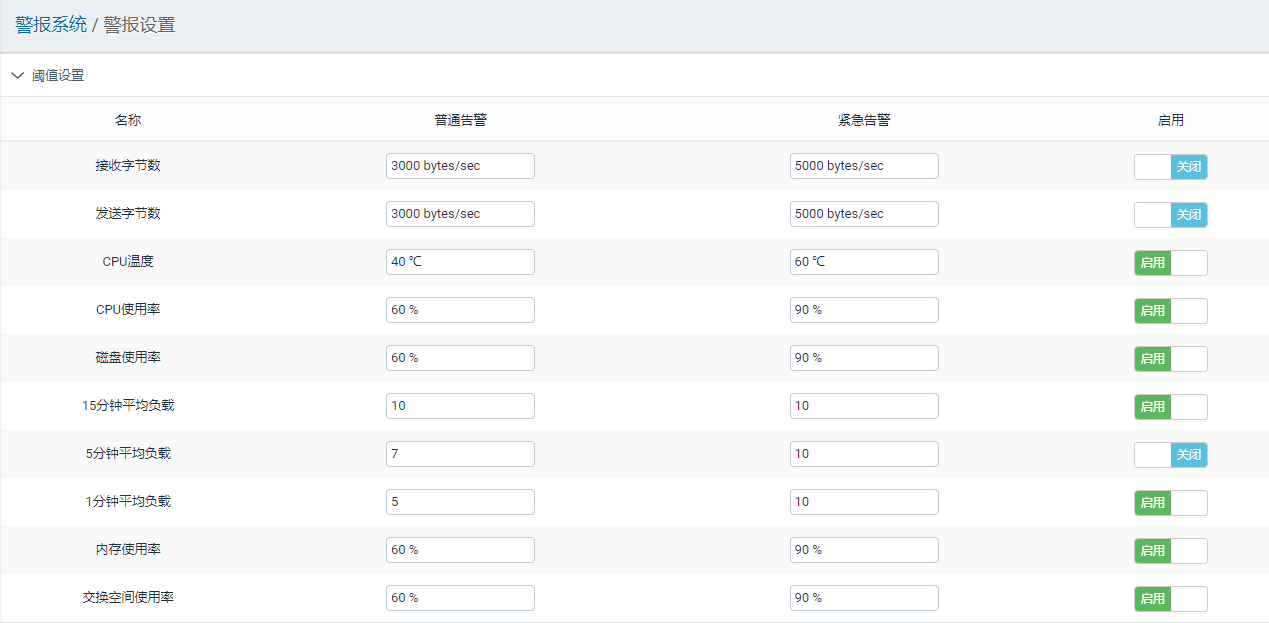 警报系统 / 警报设置
阈值设置
名称 普通告警 紧急告警 启用
接收字节数 3000 bytes/sec 5000 bytes/sec 关闭
发送字节数 3000 bytes/sec 5000 bytes/sec 关闭
CPU温度 40 ℃ 60 ℃ 启用
CPU使用率 60 % 90 % 启用
磁盘使用率 60 % 90 % 启用
15分钟平均负载 10 10 启用
5分钟平均负载 7 10 关闭
1分钟平均负载 5 10 启用
内存使用率 60 % 90 % 启用
交换空间使用率 60 % 90 % 启用